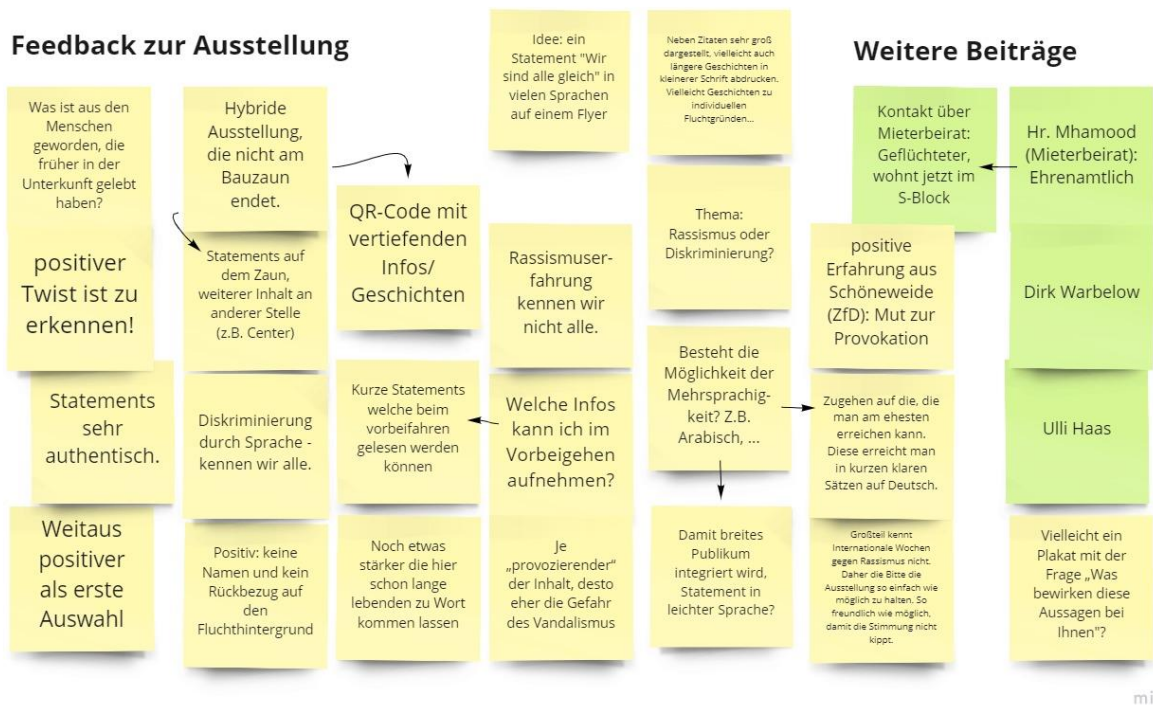 Feedback zur Ausstellung
Was ist aus den
Menschen
geworden, die
früher in der
Unterkunft gelebt
haben?
positiver
Twist ist zu
erkennen!
Statements
sehr
authentisch.
Weitaus
positiver
als erste
Auswahl
Hybride
Ausstellung,
die nicht am
Bauzaun
endet.
Statements auf
dem Zaun,
weiterer Inhalt an
anderer Stelle
(z.B. Center)
Diskriminierung
durch Sprache -
kennen wir alle.
Positiv: keine
Namen und kein
Rückbezug auf
den
Fluchthintergrund
QR-Code mit
vertiefenden
Infos/
Geschichten
Kurze Statements
welche beim
vorbeifahren
gelesen werden
können
Noch etwas
stärker die hier
schon lange
lebenden zu Wort
kommen lassen
Idee: ein
Statement "Wir
sind alle gleich" in
vielen Sprachen
auf einem Flyer
Rassismuser-
fahrung
kennen wir
nicht alle.
Welche Infos
kann ich im
Vorbeigehen
aufnehmen?
Je
„provozierender“
der Inhalt, desto
eher die Gefahr
des Vandalismus
Neben Zitaten sehr groß
dargestellt, vielleicht auch
längere Geschichten in
kleinerer Schrift abdrucken.
Vielleicht Geschichten zu
individuellen
Fluchtgründen...
Thema:
Rassismus oder
Diskriminierung?
Besteht die
Möglichkeit der
Mehrsprachig-
keit? Z.B.
Arabisch, ...
Damit breites
Publikum
integriert wird,
Statement in
leichter Sprache?
Weitere Beiträge
Kontakt über
Mieterbeirat:
Geflüchteter,
wohnt jetzt im
S-Block
positive
Erfahrung aus
Schöneweide
(ZfD): Mut zur
Provokation
Zugehen auf die, die
man am ehesten
erreichen kann.
Diese erreicht man
in kurzen klaren
Sätzen auf Deutsch.
Großteil kennt
Internationale Wochen
gegen Rassismus nicht.
Daher die Bitte die
Ausstellung so einfach wie
möglich zu halten. So
freundlich wie möglich,
damit die Stimmung nicht
kippt.
Hr. Mhamood
(Mieterbeirat):
Ehrenamtlich
Dirk Warbelow
Ulli Haas
Vielleicht ein
Plakat mit der
Frage „Was
bewirken diese
Aussagen bei
Ihnen"?
mi